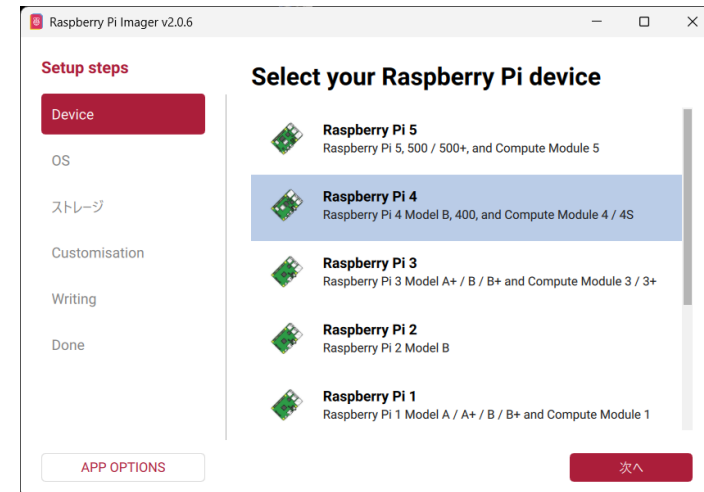 Raspberry Pi Imager v2.0.6
Setup steps
Device
OS
ストレージ
Customisation
Writing
Done
APP OPTIONS
Select your Raspberry Pi device
Raspberry Pi 5
Raspberry Pi 5, 500 / 500+, and Compute Module 5
Raspberry Pi 4
Raspberry Pi 4 Model B, 400, and Compute Module 4 / 4S
Raspberry Pi 3
Raspberry Pi 3 Model A+ / B / B+ and Compute Module 3 / 3+
Raspberry Pi 2
Raspberry Pi 2 Model B
Raspberry Pi 1
Raspberry Pi 1 Model A / A+ / B / B+ and Compute Module 1
次へ